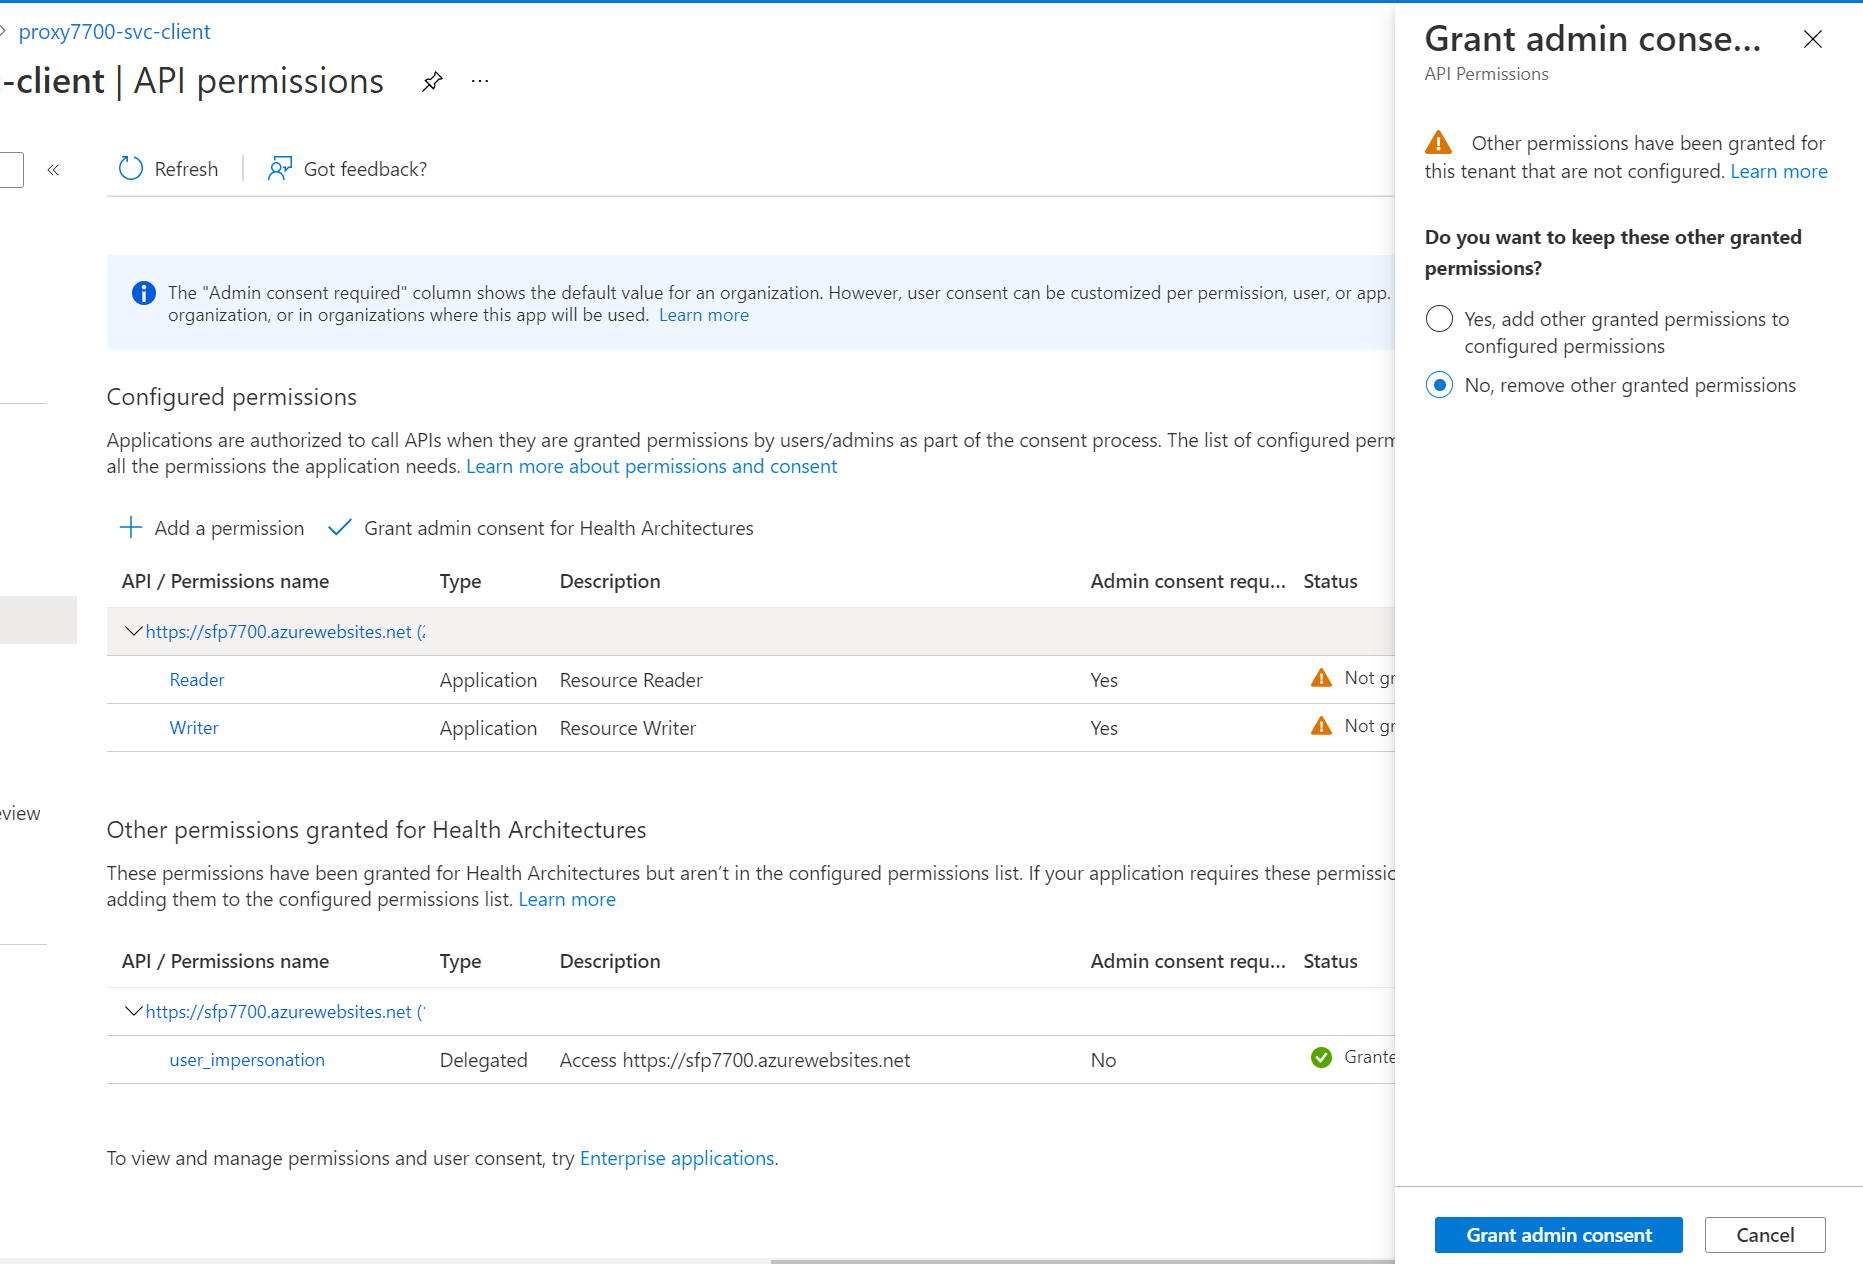 proxy7700-svc-client
-client | API permissions
Refresh
Got feedback?
The "Admin consent required" column shows the default value for an organization. However, user consent can be customized per permission, user, or app.
organization, or in organizations where this app will be used. Learn more
Configured permissions
Applications are authorized to call APIs when they are granted permissions by users/admins as part of the consent process. The list of configured perm
all the permissions the application needs. Learn more about permissions and consent
Add a permission
Grant admin consent for Health Architectures
API / Permissions name Type Description Admin consent requ... Status
https://sfp7700.azurewebsites.net (2
Reader Application Resource Reader Yes Not gr
Writer Application Resource Writer Yes Not gr
eview
Other permissions granted for Health Architectures
These permissions have been granted for Health Architectures but aren't in the configured permissions list. If your application requires these permissic
adding them to the configured permissions list. Learn more
API / Permissions name Type Description Admin consent requ... Status
https://sfp7700.azurewebsites.net (
user_impersonation Delegated Access https://sfp7700.azurewebsites.net No Grante
To view and manage permissions and user consent, try Enterprise applications.
Grant admin conse...
API Permissions
Other permissions have been granted for
this tenant that are not configured. Learn more
Do you want to keep these other granted
permissions?
Yes, add other granted permissions to
configured permissions
No, remove other granted permissions
Grant admin consent
Cancel